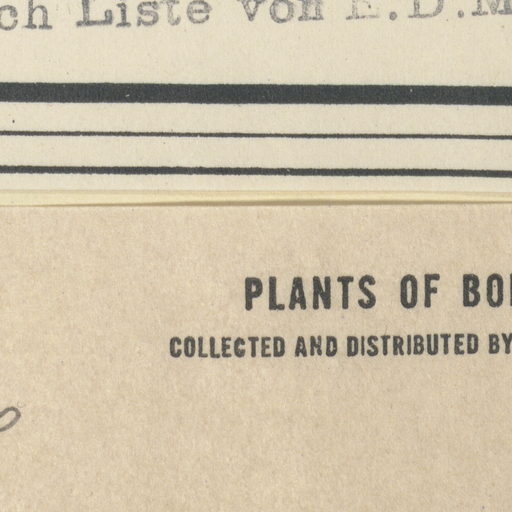 ch Liste von E.D.M
PLANTS OF BO
COLLECTED AND DISTRIBUTED BY